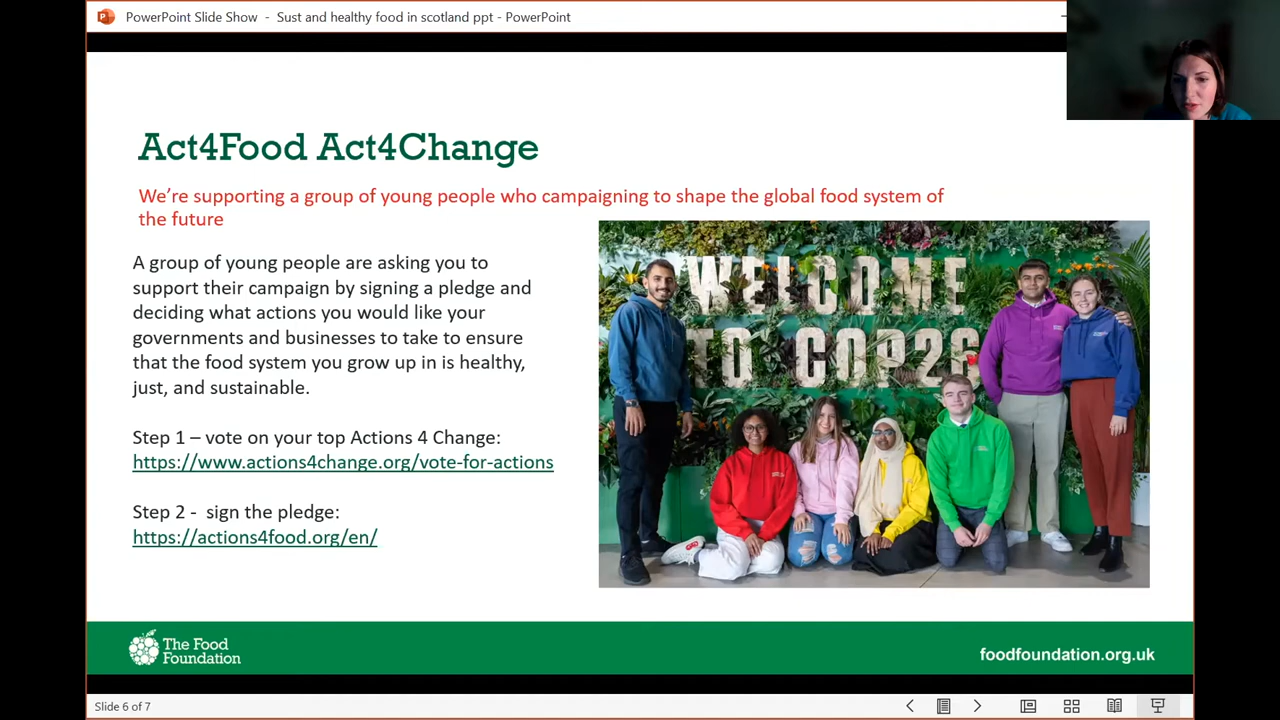 PowerPoint Slide Show - Sust and healthy food in scotland ppt - PowerPoint
Act4Food Act4Change
We’re supporting a group of young people who campaigning to shape the global food system of
the future
A group of young people are asking you to
support their campaign by signing a pledge and
deciding what actions you would like your
governments and businesses to take to ensure
that the food system you grow up in is healthy,
just, and sustainable.
WELCOME
TO COP26
Step 1 – vote on your top Actions 4 Change:
https://www.actions4change.org/vote-for-actions
Step 2 - sign the pledge:
https://actions4food.org/en/
The Food
Foundation
foodfoundation.org.uk
Slide 6 of 7